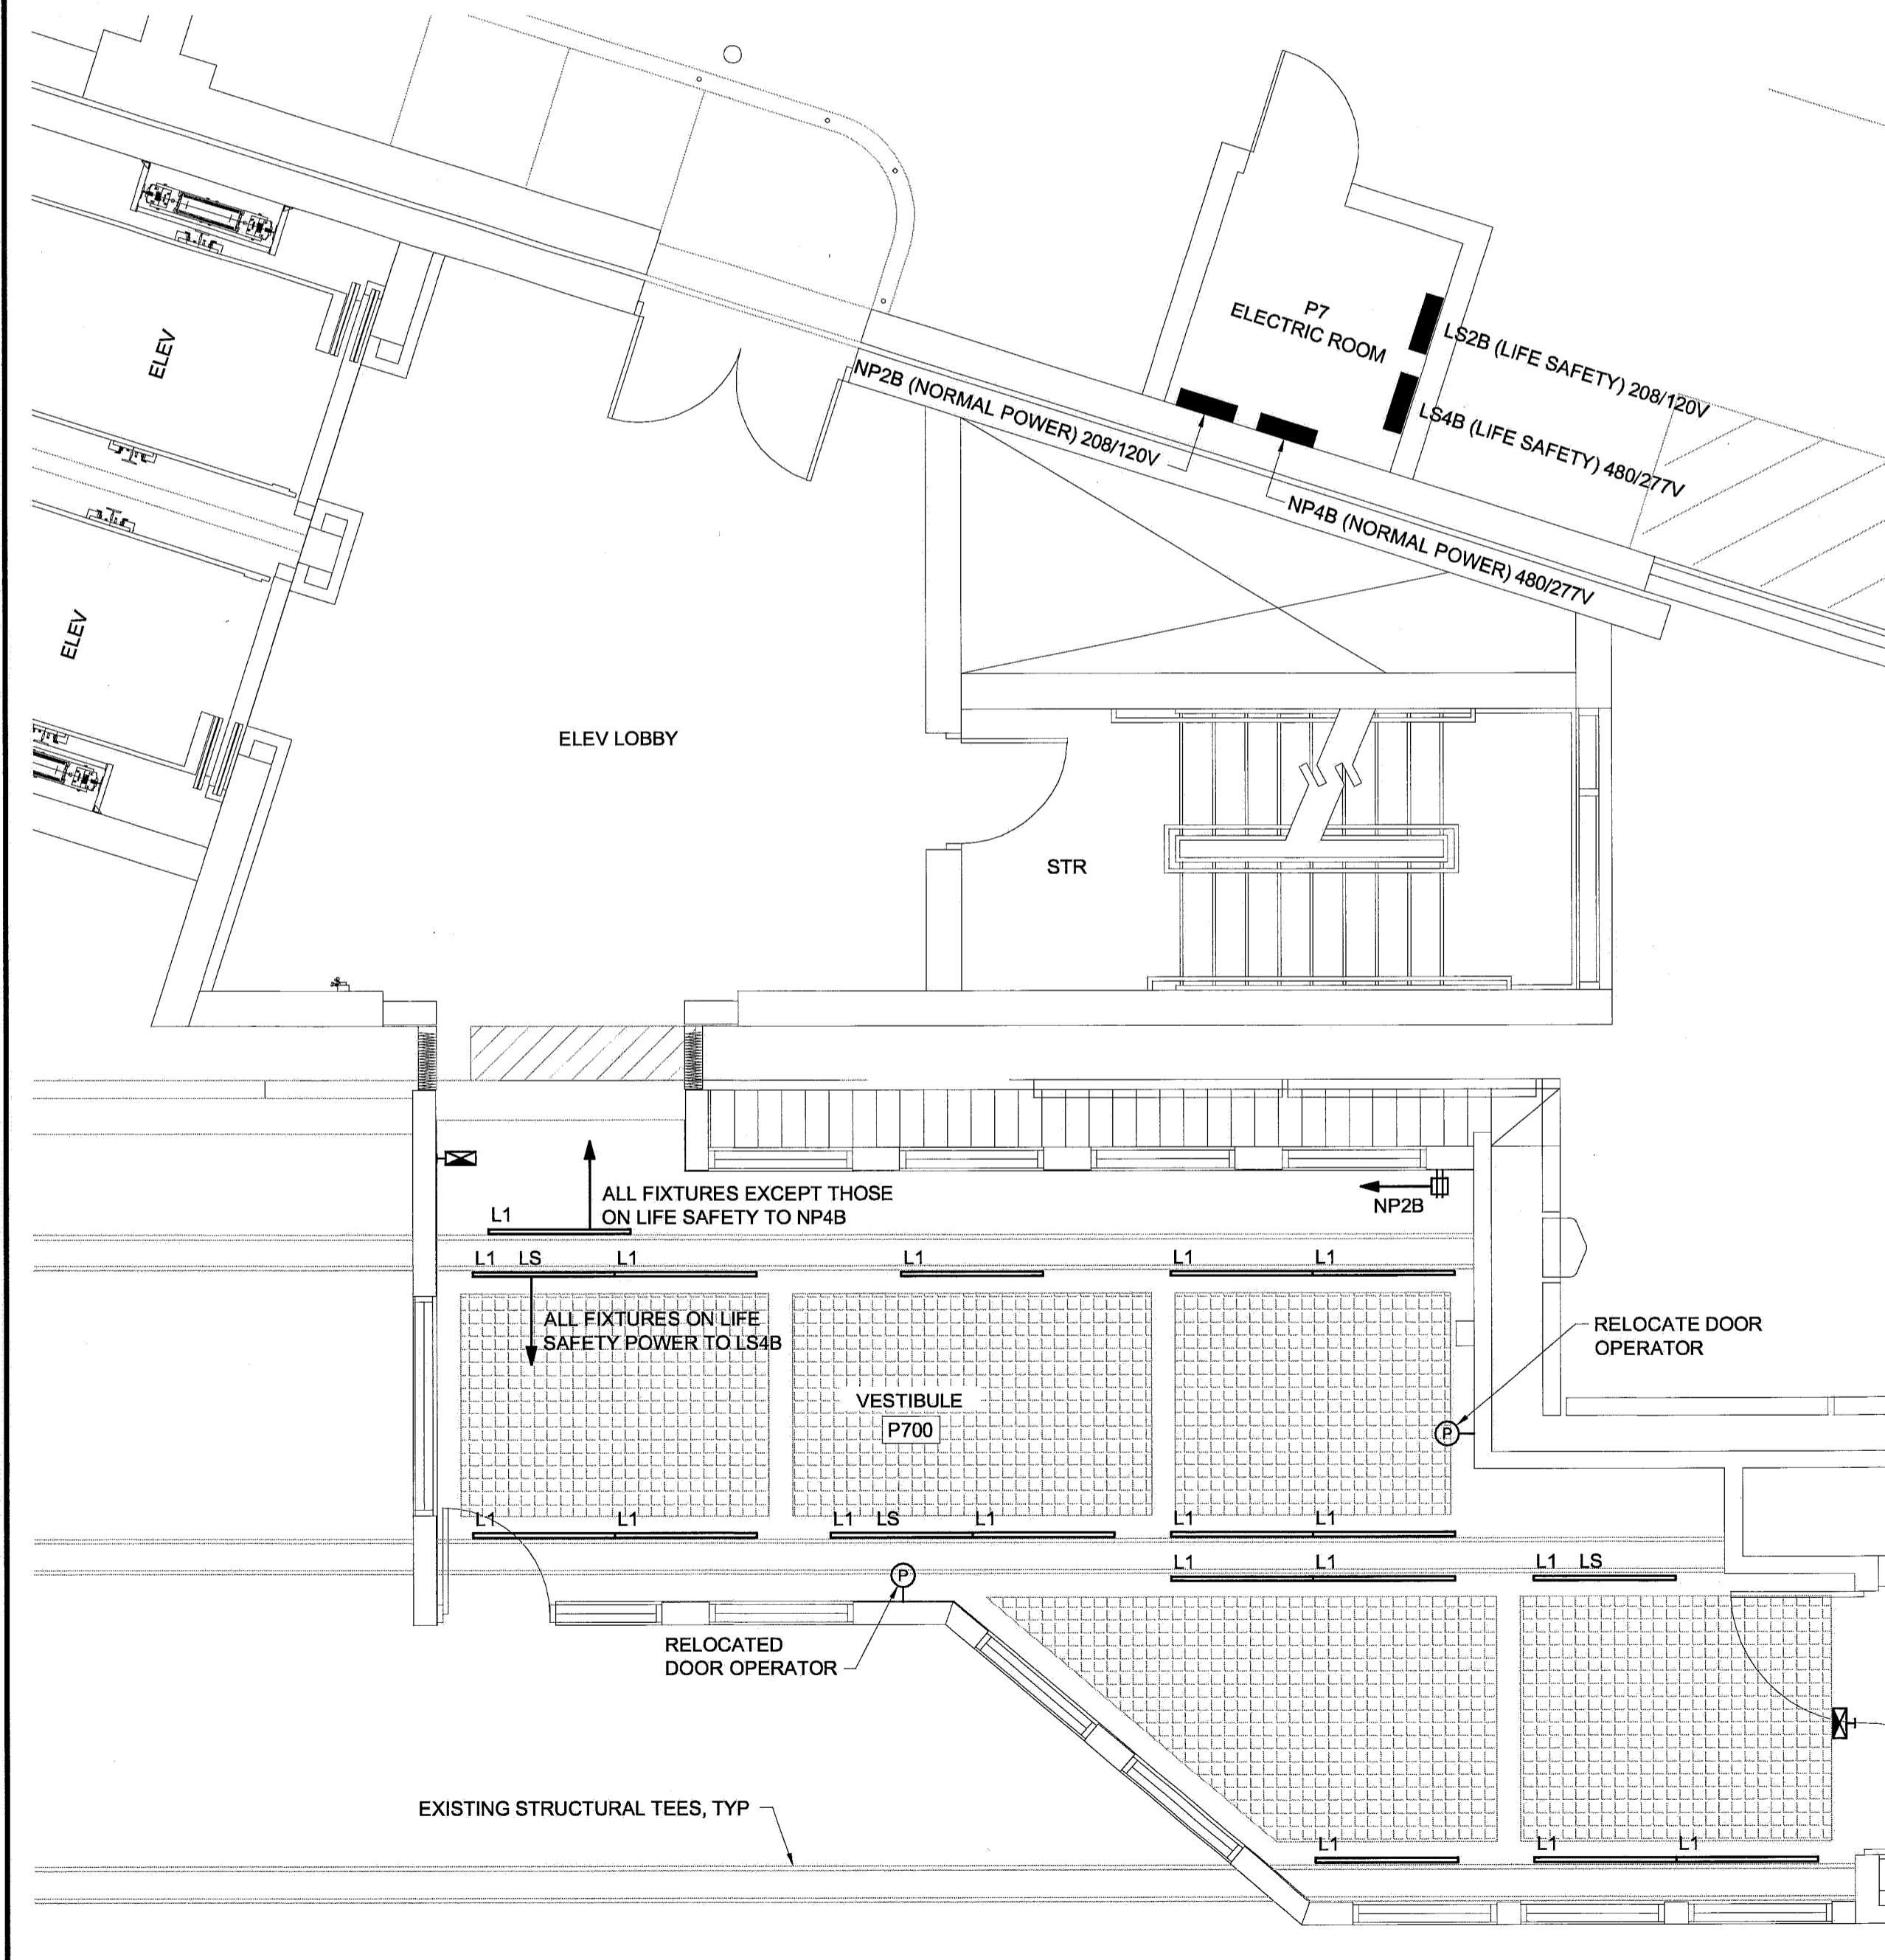 P7
ELECTRIC ROOM
LS2B (LIFE SAFETY) 208/120V
LS4B (LIFE SAFETY) 480/277V
NP2B (NORMAL POWER) 208/120V
NP4B (NORMAL POWER) 480/277V
ELEV
ELEV
ELEV LOBBY
STR
ALL FIXTURES EXCEPT THOSE
ON LIFE SAFETY TO NP4B
NP2B
L1
L1 LS L1 L1 L1 L1
ALL FIXTURES ON LIFE
SAFETY POWER TO LS4B
RELOCATE DOOR
OPERATOR
VESTIBULE
P700
P
L1 L1 L1 LS L1 L1 L1
L1 L1 L1 LS
P
RELOCATED
DOOR OPERATOR
EXISTING STRUCTURAL TEES, TYP
L1 L1 L1